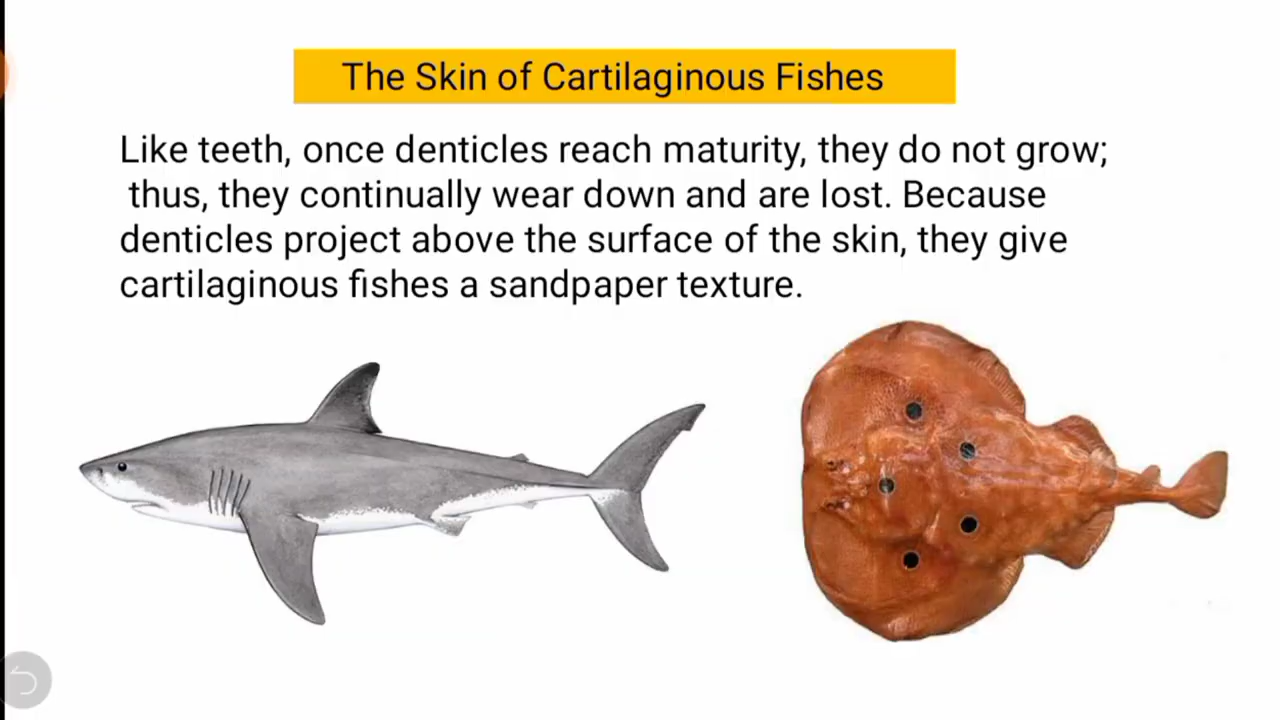 The Skin of Cartilaginous Fishes
Like teeth, once denticles reach maturity, they do not grow;
thus, they continually wear down and are lost. Because
denticles project above the surface of the skin, they give
cartilaginous fishes a sandpaper texture.